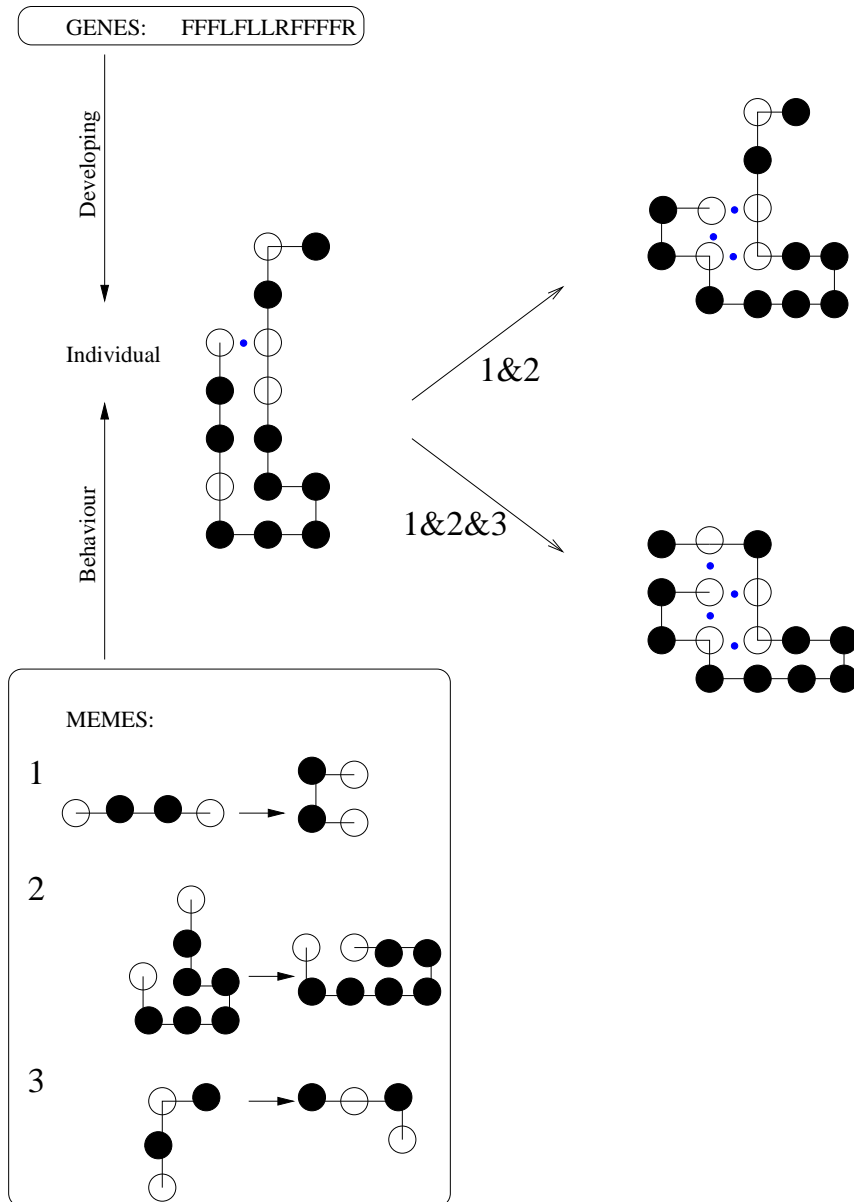 GENES: FFFLFLLRFFFFR
Developing
Individual
Behaviour
1&2
1&2&3
MEMES:
1
2
3